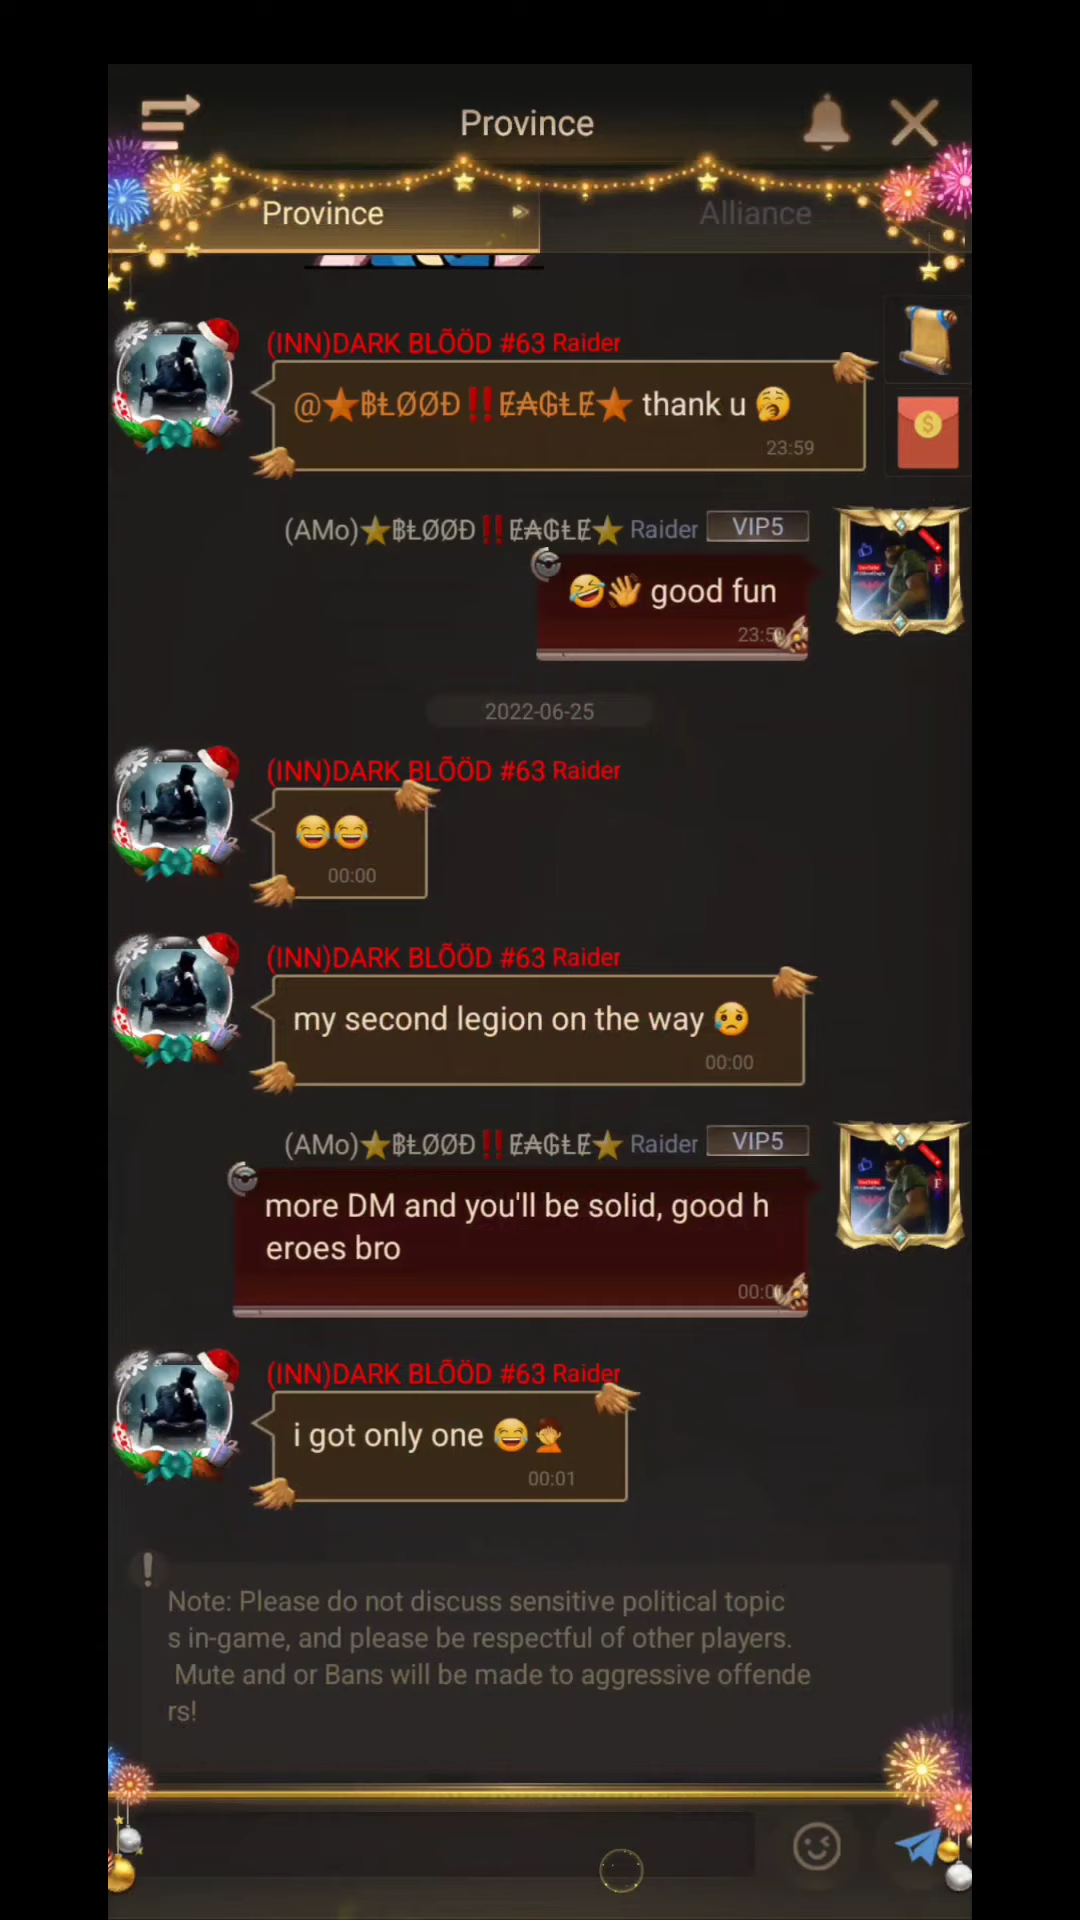 Province
Province
Alliance
(INN)DARK BLÕÖD #63 Raider
@★฿ŁØØĐ‼Ɇ₳₲ⱠɆ★ thank u 🥱
23:59
(AMo)★฿ŁØØĐ‼Ɇ₳₲ⱠɆ★ Raider VIP5
🤣👋 good fun
2022-06-25
(INN)DARK BLÕÖD #63 Raider
😂😂
00:00
(INN)DARK BLÕÖD #63 Raider
my second legion on the way 😥
00:00
(AMo)★฿ŁØØĐ‼Ɇ₳₲ⱠɆ★ Raider VIP5
more DM and you'll be solid, good h
eroes bro
(INN)DARK BLÕÖD #63 Raider
i got only one 😂🤦
00:01
Note: Please do not discuss sensitive political topic
s in-game, and please be respectful of other players.
Mute and or Bans will be made to aggressive offende
rs!